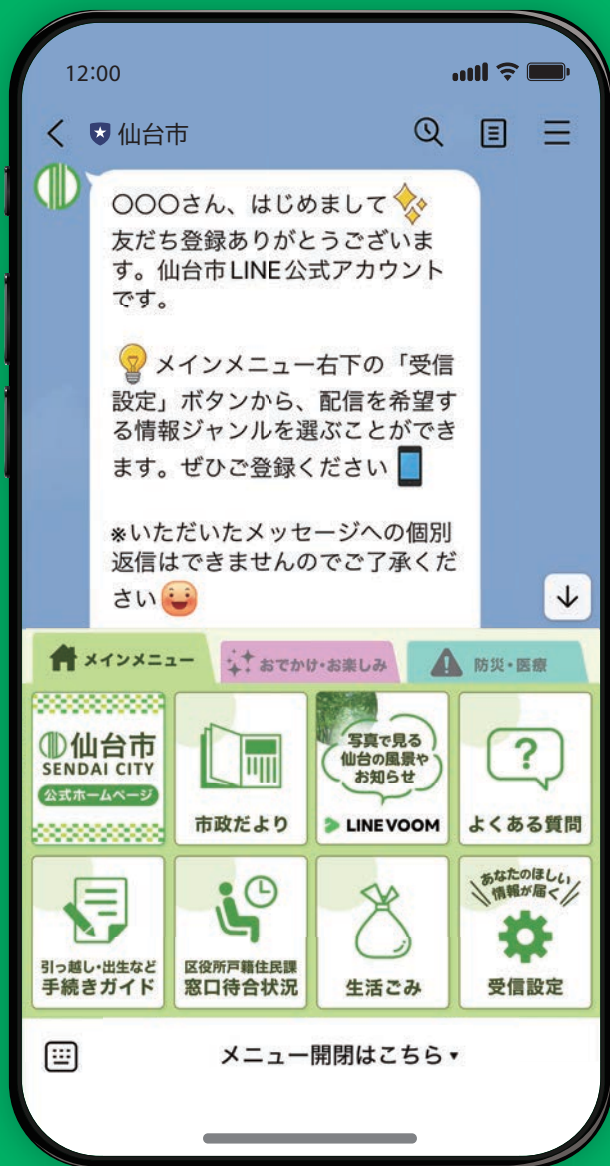 12:00
仙台市
〇〇〇さん、はじめまして
友だち登録ありがとうございま
す。仙台市LINE公式アカウント
です。
メインメニュー右下の「受信
設定」ボタンから、配信を希望す
る情報ジャンルを選ぶことができ
ます。ぜひご登録ください
※いただいたメッセージへの個別
返信はできませんのでご了承くだ
さい
メインメニュー
おでかけ・お楽しみ
防災・医療
仙台市
SENDAI CITY
公式ホームページ
市政だより
写真で見る
仙台の風景や
お知らせ
LINE VOOM
?
よくある質問
引っ越し・出生など
手続きガイド
区役所戸籍住民課
窓口待合状況
生活ごみ
あなたのほしい
情報が届く
受信設定
メニュー開閉はこちら▼